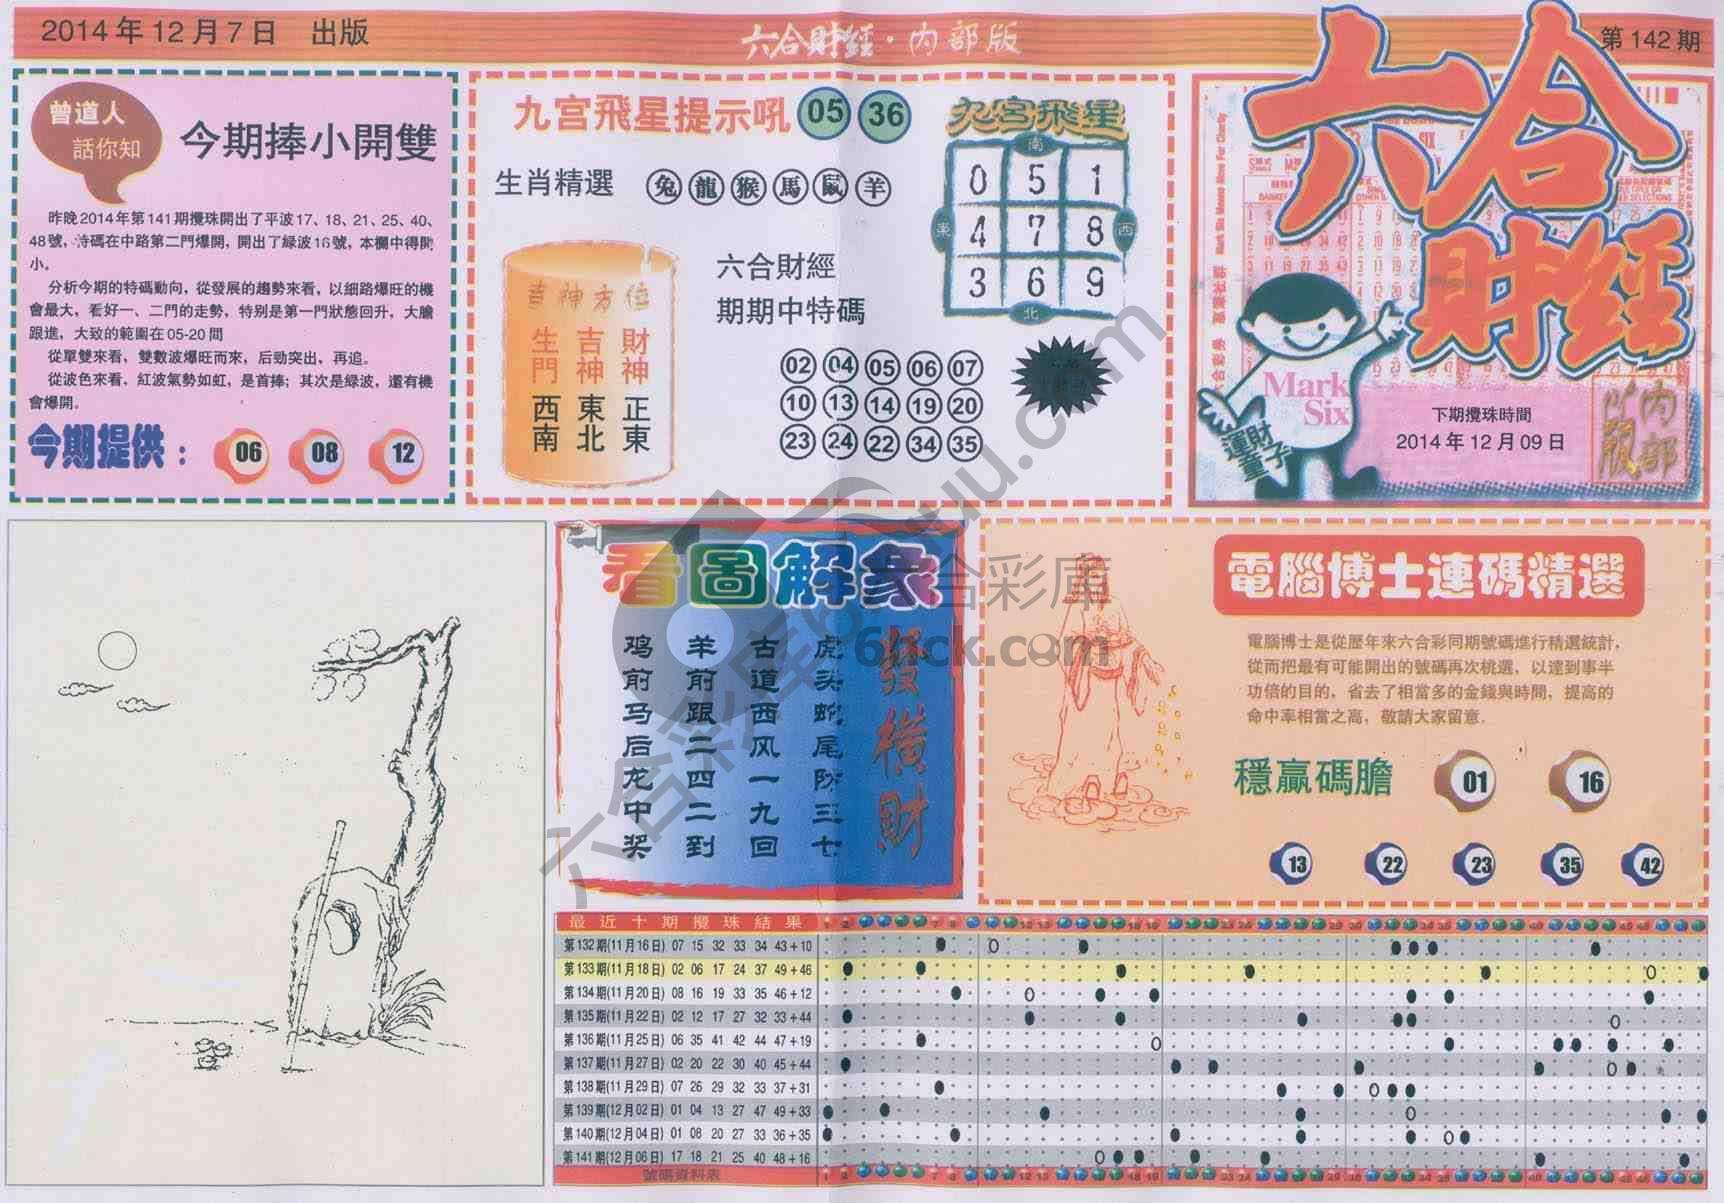 2014年12月7日 出版
六合財經·内部版
第142期
曾道人
話你知
今期捧小開雙
昨晚2014年第141期攪珠開出了平波17、18、21、25、40、
48號，特碼在中路第二門爆開，開出了綠波16號，本欄中得開
小。
分析今期的特碼動向，從發展的趨勢來看，以細路爆旺的機
會最大，看好一、二門的走勢，特别是第一門狀態回升，大膽
跟進，大致的範圍在05-20間
從單雙來看，雙數波爆旺而來，后勁突出，再追。
從波色來看，紅波氣勢如虹，是首捧；其次是綠波，還有機
會爆開。
今期提供：
06 08 12
九宫飛星提示吼 05 36
生肖精選 兔 龍 猴 馬 鼠 羊
吉神方位
生門 吉神 財神
西南 東北 正東
六合財經
期期中特碼
02 04 05 06 07
10 13 14 19 20
23 24 22 34 35
九宫飛星
南
0 5 1
東 4 7 8 西
3 6 9
北
六合
財經
Mark
Six
運財童子
下期攪珠時間
2014年12月09日
内部
看圖解象
發橫財
虎头蛇尾防三七
古道西风一九回
羊前跟二四二到
鸡前马后龙中奖
電腦博士連碼精選
電腦博士是從歷年來六合彩同期號碼進行精選統計，
從而把最有可能開出的號碼再次桃選，以達到事半
功倍的目的，省去了相當多的金錢與時間，提高的
命中率相當之高，敬請大家留意.
穩贏碼膽 01 16
13 22 23 35 42
最近十期攪珠結果
第132期(11月16日) 07 15 32 33 34 43+10
第133期(11月18日) 02 06 17 24 37 49+46
第134期(11月20日) 08 16 19 33 35 46+12
第135期(11月22日) 02 12 17 27 32 33+44
第136期(11月25日) 06 35 41 42 44 47+19
第137期(11月27日) 02 20 22 30 40 45+44
第138期(11月29日) 07 26 29 32 33 37+31
第139期(12月02日) 01 04 13 27 47 49+33
第140期(12月04日) 01 08 20 27 33 36+35
第141期(12月06日) 17 18 21 25 40 48+16
號碼資料表
六合彩庫
6hck.com